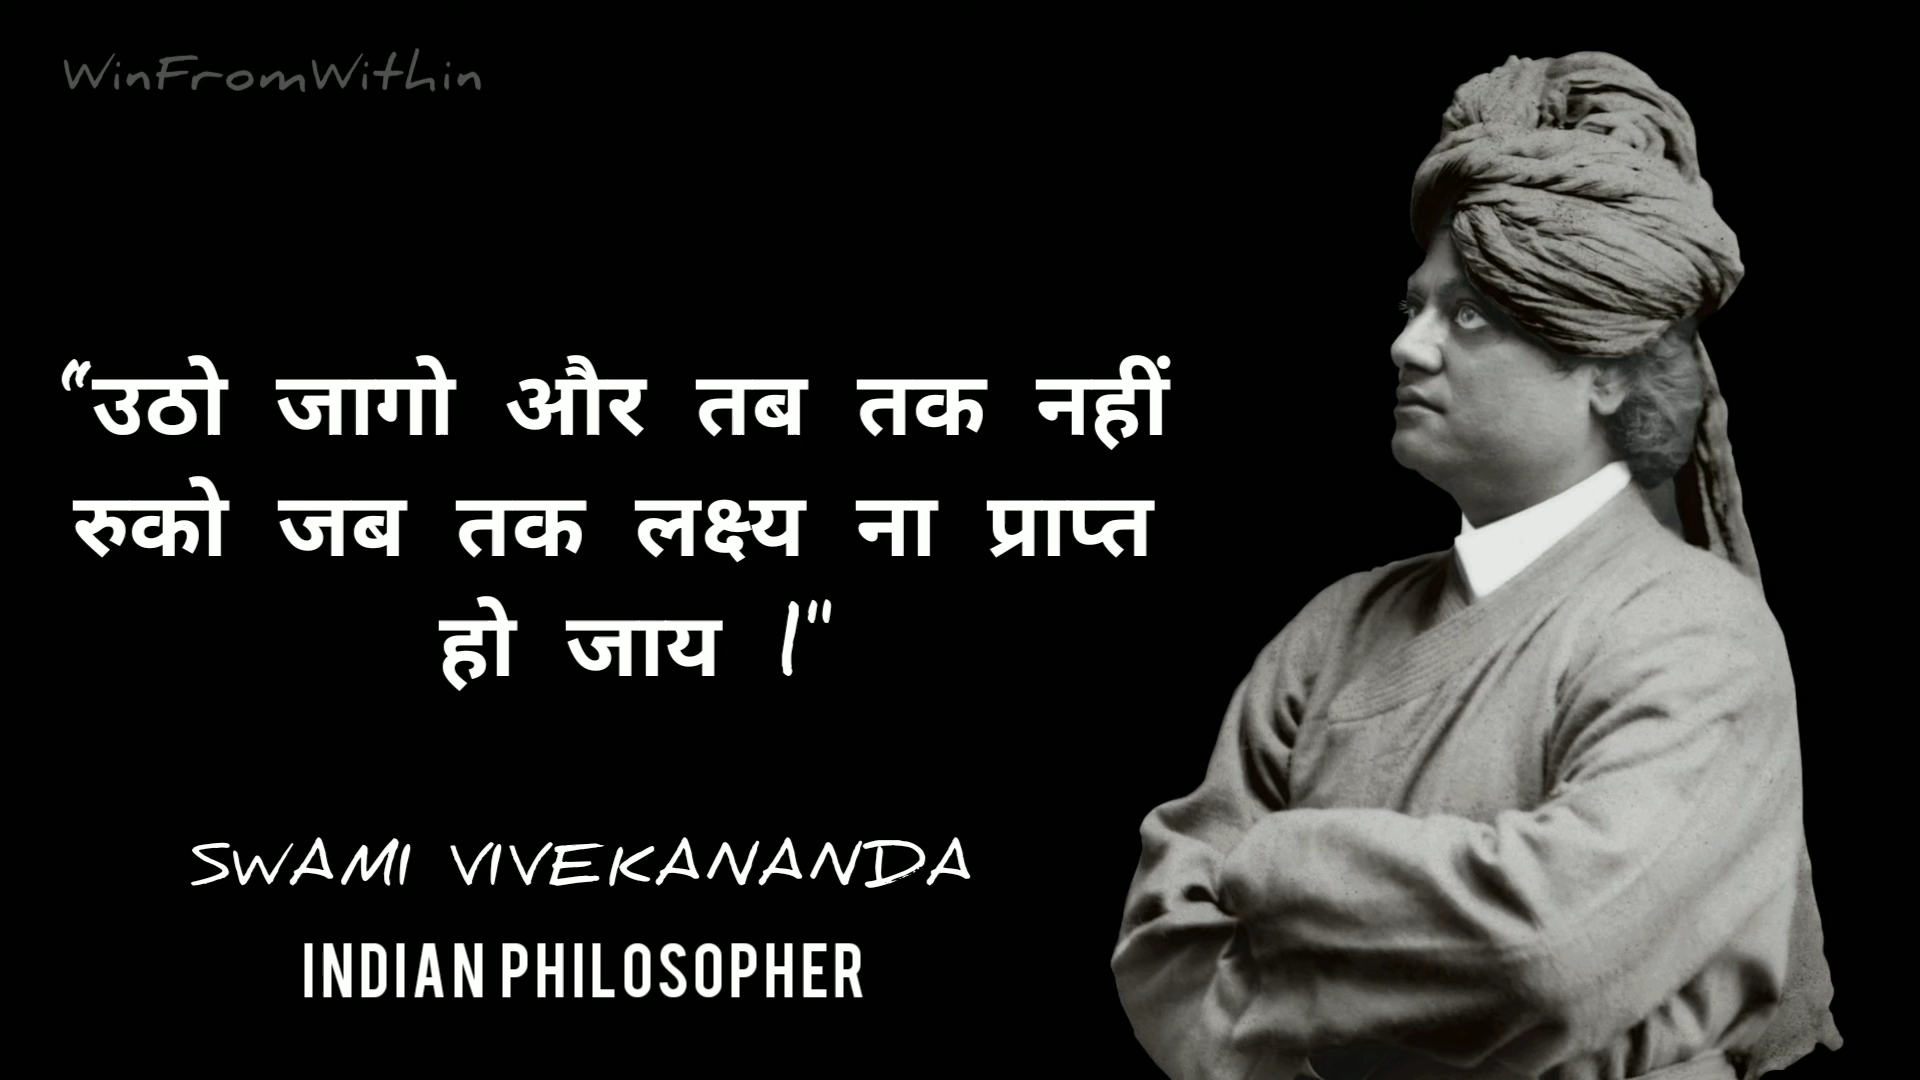 WinFromWithin
“उठो जागो और तब तक नहीं
रुको जब तक लक्ष्य ना प्राप्त
हो जाय ।"
SWAMI VIVEKANANDA
INDIAN PHILOSOPHER